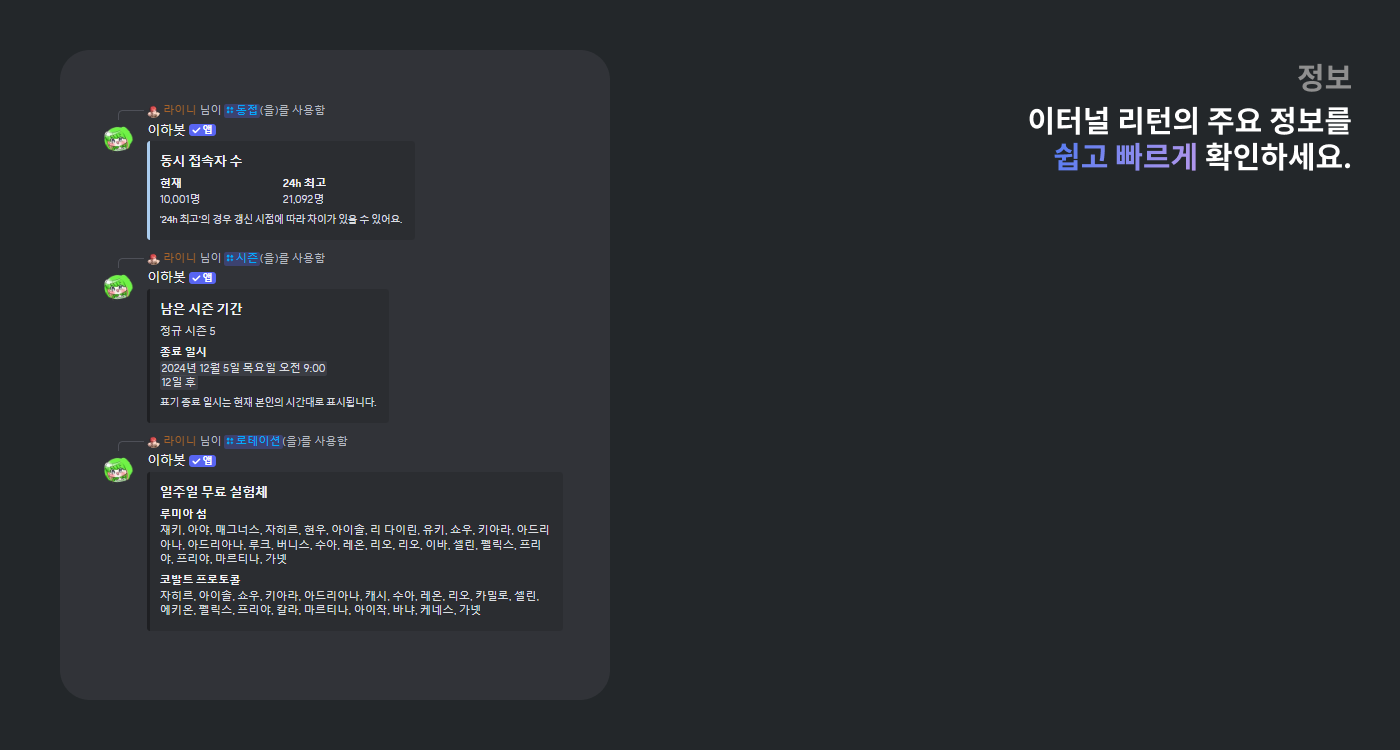 정보
이터널 리턴의 주요 정보를
쉽고 빠르게 확인하세요.
라이니 님이 동접(을)를 사용함
이하봇 앱
동시 접속자 수
현재 24h 최고
10,001명 21,092명
'24h 최고'의 경우 갱신 시점에 따라 차이가 있을 수 있어요.
라이니 님이 시즌(을)를 사용함
이하봇 앱
남은 시즌 기간
정규 시즌 5
종료 일시
2024년 12월 5일 목요일 오전 9:00
12일 후
표기 종료 일시는 현재 본인의 시간대로 표시됩니다.
라이니 님이 로테이션(을)를 사용함
이하봇 앱
일주일 무료 실험체
루미아 섬
재키, 아야, 매그너스, 자히르, 현우, 아이솔, 리 다이린, 유키, 쇼우, 키아라, 아드리
아나, 아드리아나, 루크, 버니스, 수아, 레온, 리오, 리오, 이바, 셀린, 펠릭스, 프리
야, 프리야, 마르티나, 가넷
코발트 프로토콜
자히르, 아이솔, 쇼우, 키아라, 아드리아나, 캐시, 수아, 레온, 리오, 카밀로, 셀린,
에키온, 펠릭스, 프리야, 칼라, 마르티나, 아이작, 바냐, 케네스, 가넷